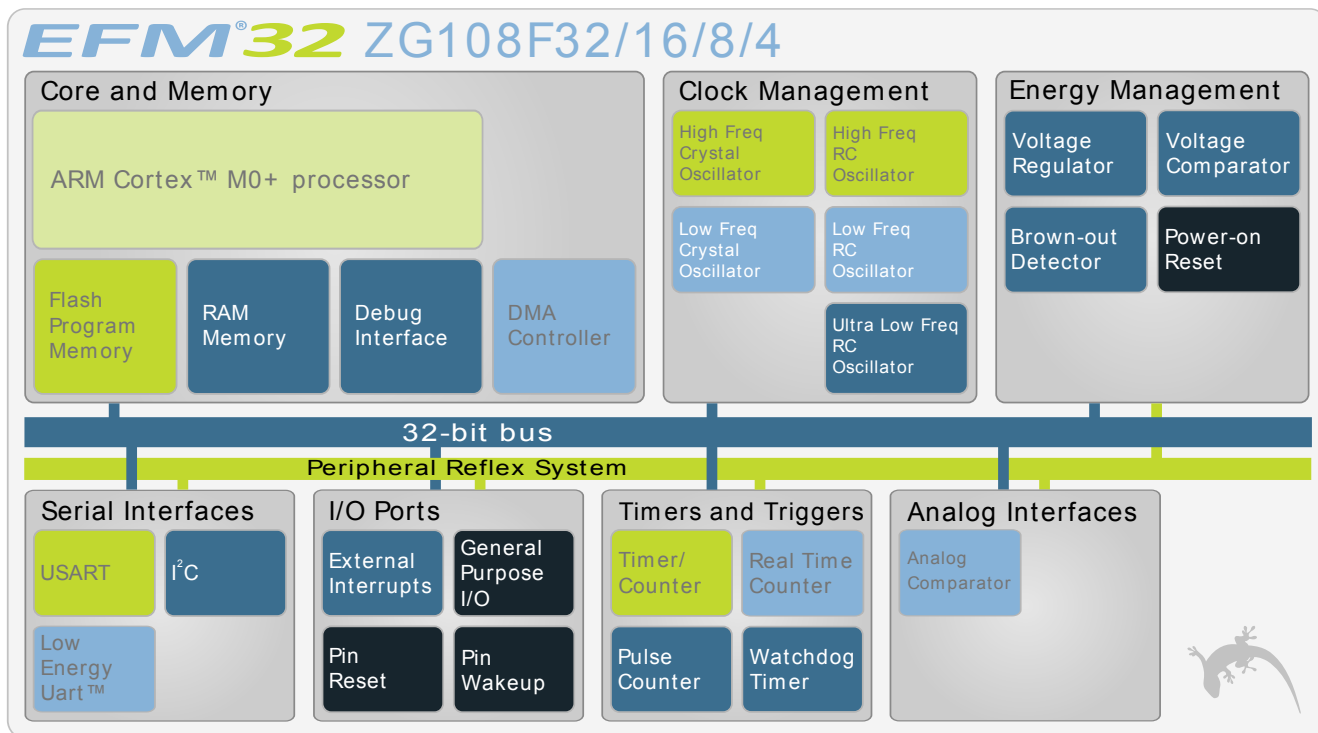 EFM®32 ZG108F32/16/8/4
Core and Memory
ARM Cortex™ M0+ processor
Flash
Program
Memory
RAM
Memory
Debug
Interface
DMA
Controller
Clock Management
High Freq
Crystal
Oscillator
High Freq
RC
Oscillator
Low Freq
Crystal
Oscillator
Low Freq
RC
Oscillator
Ultra Low Freq
RC
Oscillator
Energy Management
Voltage
Regulator
Voltage
Comparator
Brown-out
Detector
Power-on
Reset
32-bit bus
Peripheral Reflex System
Serial Interfaces
USART
I²C
Low
Energy
Uart™
I/O Ports
External
Interrupts
General
Purpose
I/O
Pin
Reset
Pin
Wakeup
Timers and Triggers
Timer/
Counter
Real Time
Counter
Pulse
Counter
Watchdog
Timer
Analog Interfaces
Analog
Comparator